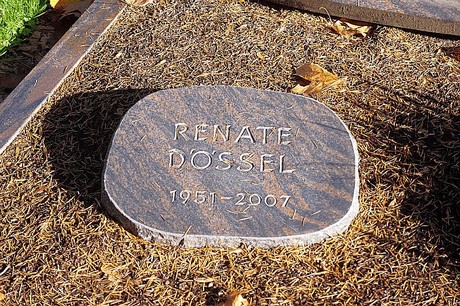 RENATE
DÖSSEL
1951-2007